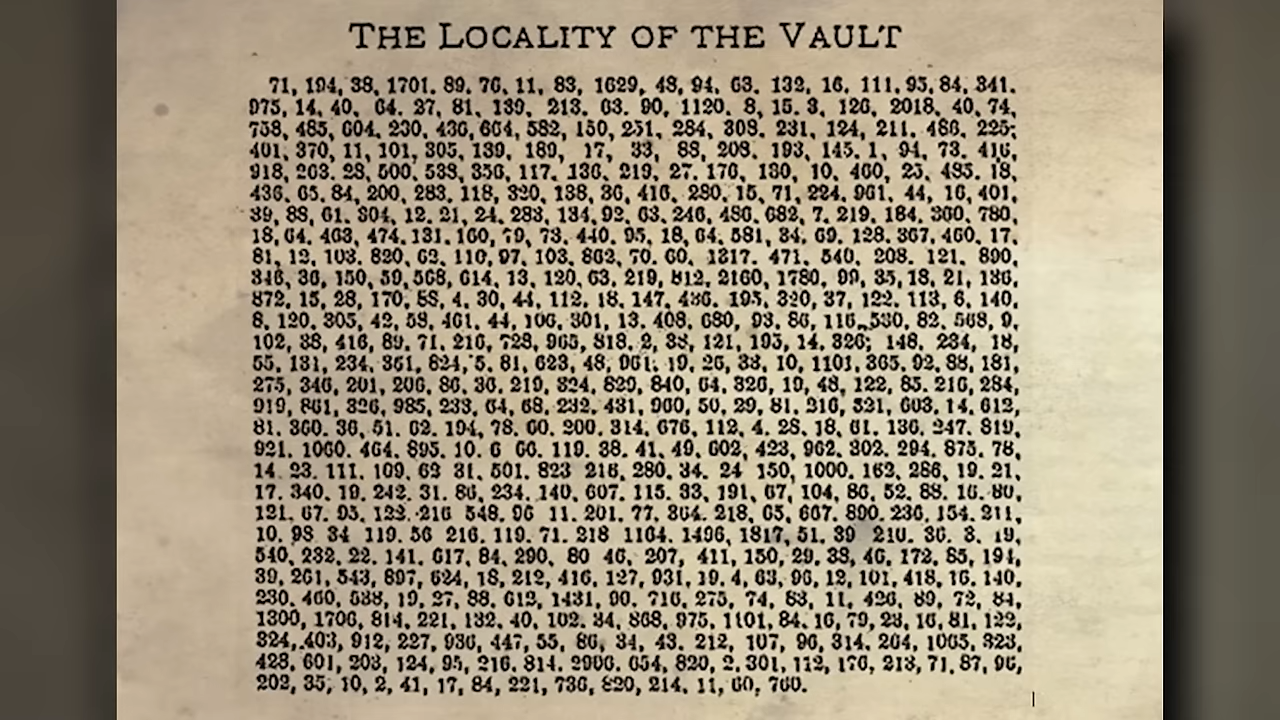 THE LOCALITY OF THE VAULT
71, 194, 38, 1701. 89. 76, 11, 83, 1629, 48, 94, 63. 132, 16. 111. 95, 84, 341.
975, 14, 40, 64. 27, 81, 139, 213. 63. 90, 1120. 8, 15. 3, 126, 2018, 40, 74,
758, 485, 604. 230, 436, 664, 582, 150, 251, 284, 308. 231, 124, 211. 486. 225;
401, 370, 11, 101, 305, 139, 189, 17, 33, 88, 208. 193, 145. 1, 94, 73. 416,
918, 263. 28, 500, 538, 356, 117. 136, 219, 27. 176, 130, 10, 460, 25, 485. 18,
436, 65, 84, 200, 283, 118, 320, 138, 36, 416, 280. 15, 71, 224. 961. 44, 16, 401,
39, 88, 61. 304, 12. 21, 24. 283, 134, 92, 63, 246, 486, 682, 7. 219, 184. 360, 780,
18, 64. 463, 474. 131. 160, 79, 73. 440. 95, 18, 64. 581, 34, 69. 128. 367, 460, 17.
81, 12, 103. 820, 62. 110, 97, 103. 862, 70. 60. 1317. 471. 540, 208. 121. 890,
346, 36, 150, 59, 568, 614, 13, 120, 63, 219, 812, 2160, 1780, 99, 35, 18, 21, 136,
872, 15, 28, 170, 88, 4. 30, 44, 112. 18, 147. 436. 195, 320, 37, 122. 113, 6, 140.
8, 120. 305, 42, 58, 461. 44, 106, 301, 13. 408. 680, 93. 86, 116, 530, 82, 568, 9,
102, 38, 416, 89. 71. 216, 728, 965, 818. 2, 38, 121, 195, 14. 326; 148. 234, 18,
55, 131, 234, 361, 824, 5. 81, 623, 48, 961. 19, 26, 33, 10, 1101, 365, 92, 88, 181,
275, 346, 201, 206, 86, 36. 219, 324, 829, 840, 64, 326, 19, 48, 122, 85. 216, 284,
919, 861, 326, 985, 233, 64, 68, 232. 431, 960, 50, 29, 81. 216, 321, 603. 14, 612,
81. 360. 36, 51. 62. 194, 78. 60. 200. 314, 676, 112, 4. 28, 18, 61. 136, 247. 819,
921. 1060. 464. 895. 10. 6 66. 119. 38. 41, 49, 602, 423, 962, 302. 294. 875. 78,
14. 23. 111. 109, 62 31. 501. 823 216, 280, 34. 24 150, 1000. 162, 286, 19. 21,
17. 340. 19. 242. 31. 86, 234. 140, 607. 115. 33, 191, 67, 104, 86, 52. 88. 16. 80,
121. 67. 95, 122. 216 548. 96 11. 201. 77, 364. 218, 65, 667. 890. 236, 154. 211,
10. 98 34 119. 56 216. 119. 71. 218 1164. 1496, 1817, 51. 39 210. 36. 3. 19,
540, 232, 22. 141. 617, 84, 290, 80 46, 207, 411, 150, 29. 38, 46, 172. 85, 194,
39, 261, 543, 897, 624, 18, 212, 416, 127, 931, 19. 4, 63, 96, 12, 101, 418, 16. 140,
230. 460, 538, 19, 27, 88. 612, 1431, 90. 716, 275, 74, 83, 11, 426, 89, 72, 84,
1300, 1706, 814, 221, 132, 40, 102. 34, 868, 975, 1101, 84. 16, 79, 23, 16, 81, 122,
324, 403, 912, 227, 936, 447, 55, 86, 34, 43. 212, 107, 96, 314. 264, 1065, 323,
428, 601, 203, 124, 95, 216. 814. 2906. 654, 820, 2. 301, 112, 176, 213, 71, 87, 96,
202, 35, 10, 2, 41, 17, 84, 221, 736, 820, 214. 11, 60, 760.